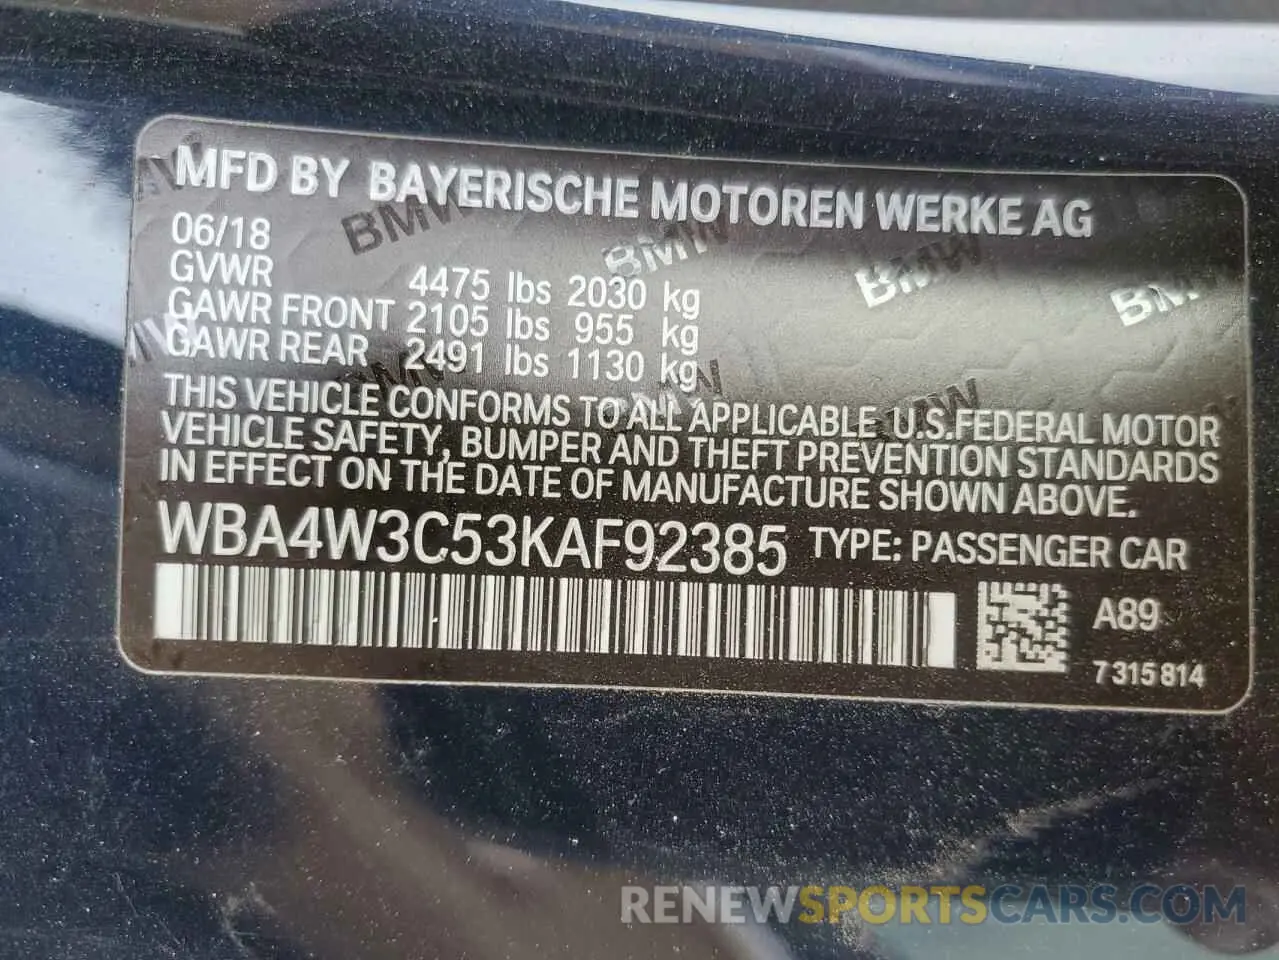 MFD BY BAYERISCHE MOTOREN WERKE AG
06/18
GVWR 4475 lbs 2030 kg
GAWR FRONT 2105 lbs 955 kg
GAWR REAR 2491 lbs 1130 kg
THIS VEHICLE CONFORMS TO ALL APPLICABLE U.S.FEDERAL MOTOR
VEHICLE SAFETY, BUMPER AND THEFT PREVENTION STANDARDS
IN EFFECT ON THE DATE OF MANUFACTURE SHOWN ABOVE.
WBA4W3C53KAF92385 TYPE: PASSENGER CAR
A89
7 315 814
RENEWSPORTSCARS.COM